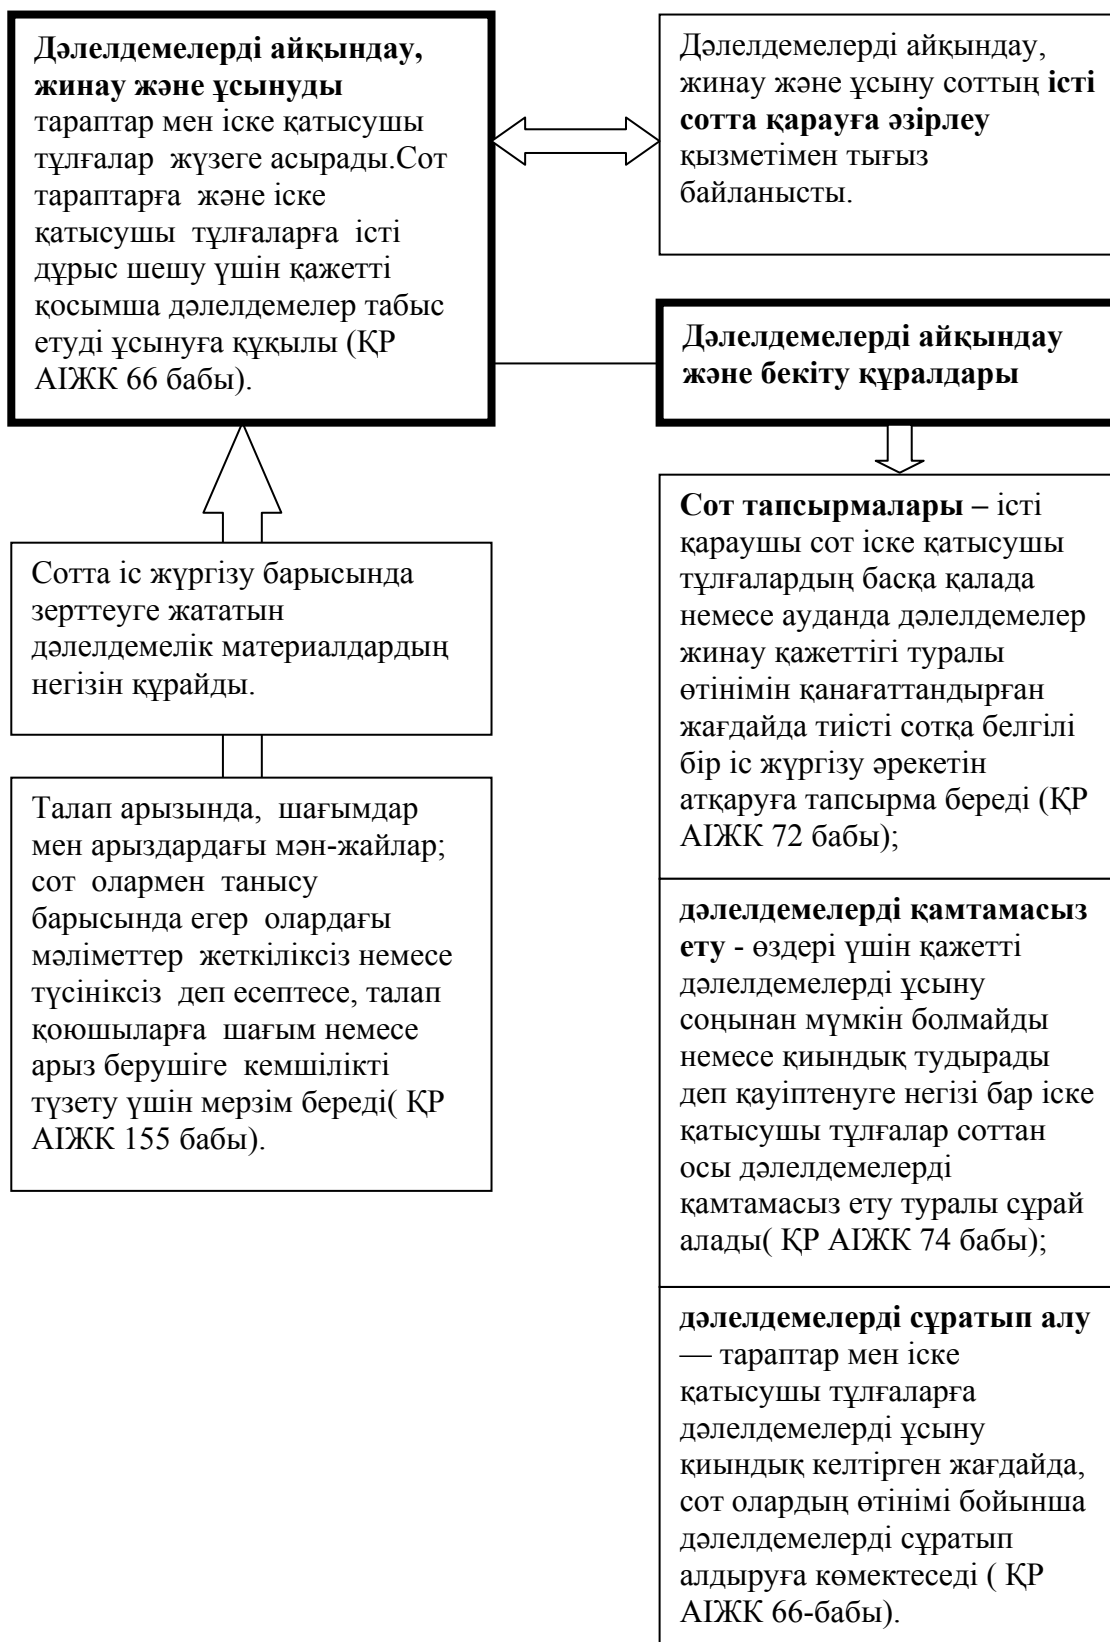 Дәлелдемелерді айқындау,
жинау және ұсынуды
тараптар мен іске қатысушы
тұлғалар жүзеге асырады.Сот
тараптарға және іске
қатысушы тұлғаларға істі
дұрыс шешу үшін қажетті
қосымша дәлелдемелер табыс
етуді ұсынуға құқылы (ҚР
АІЖК 66 бабы).
Дәлелдемелерді айқындау,
жинау және ұсыну соттың істі
сотта қарауға әзірлеу
қызметімен тығыз
байланысты.
Дәлелдемелерді айқындау
және бекіту құралдары
Сотта іс жүргізу барысында
зерттеуге жататын
дәлелдемелік материалдардың
негізін құрайды.
Талап арызында, шағымдар
мен арыздардағы мән-жайлар;
сот олармен танысу
барысында егер олардағы
мәліметтер жеткіліксіз немесе
түсініксіз деп есептесе, талап
қоюшыларға шағым немесе
арыз берушіге кемшілікті
түзету үшін мерзім береді( ҚР
АІЖК 155 бабы).
Сот тапсырмалары – істі
қараушы сот іске қатысушы
тұлғалардың басқа қалада
немесе ауданда дәлелдемелер
жинау қажеттігі туралы
өтінімін қанағаттандырған
жағдайда тиісті сотқа белгілі
бір іс жүргізу әрекетін
атқаруға тапсырма береді (ҚР
АІЖК 72 бабы);
дәлелдемелерді қамтамасыз
ету - өздері үшін қажетті
дәлелдемелерді ұсыну
соңынан мүмкін болмайды
немесе қиындық тудырады
деп қауіптенуге негізі бар іске
қатысушы тұлғалар соттан
осы дәлелдемелерді
қамтамасыз ету туралы сұрай
алады( ҚР АІЖК 74 бабы);
дәлелдемелерді сұратып алу
— тараптар мен іске
қатысушы тұлғаларға
дәлелдемелерді ұсыну
қиындық келтірген жағдайда,
сот олардың өтінімі бойынша
дәлелдемелерді сұратып
алдыруға көмектеседі ( ҚР
АІЖК 66-бабы).